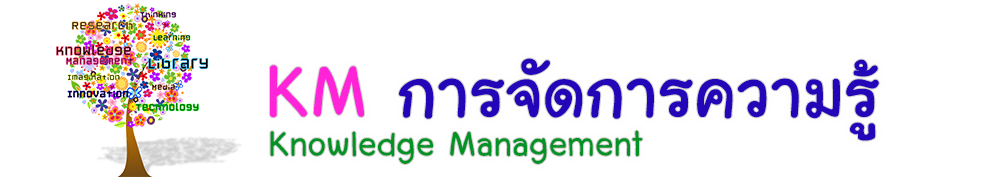 Thinking
Research
Learning
Knowledge
Management
Library
Imagination
Media
Innovation
Technology
KM การจัดการความรู้
Knowledge Management